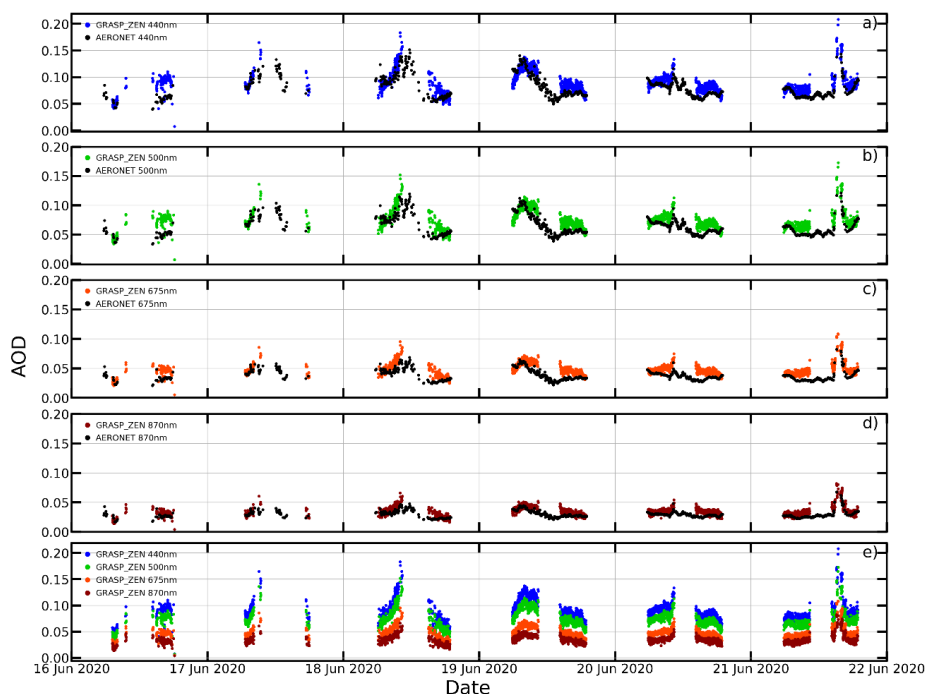 0.20
0.15
0.10
0.05
0.00
GRASP_ZEN 440nm
AERONET 440nm
a)
0.20
0.15
0.10
0.05
0.00
GRASP_ZEN 500nm
AERONET 500nm
b)
AOD
0.20
0.15
0.10
0.05
0.00
GRASP_ZEN 675nm
AERONET 675nm
c)
0.20
0.15
0.10
0.05
0.00
GRASP_ZEN 870nm
AERONET 870nm
d)
0.20
0.15
0.10
0.05
0.00
GRASP_ZEN 440nm
GRASP_ZEN 500nm
GRASP_ZEN 675nm
GRASP_ZEN 870nm
e)
16 Jun 2020 17 Jun 2020 18 Jun 2020 19 Jun 2020 20 Jun 2020 21 Jun 2020 22 Jun 2020
Date